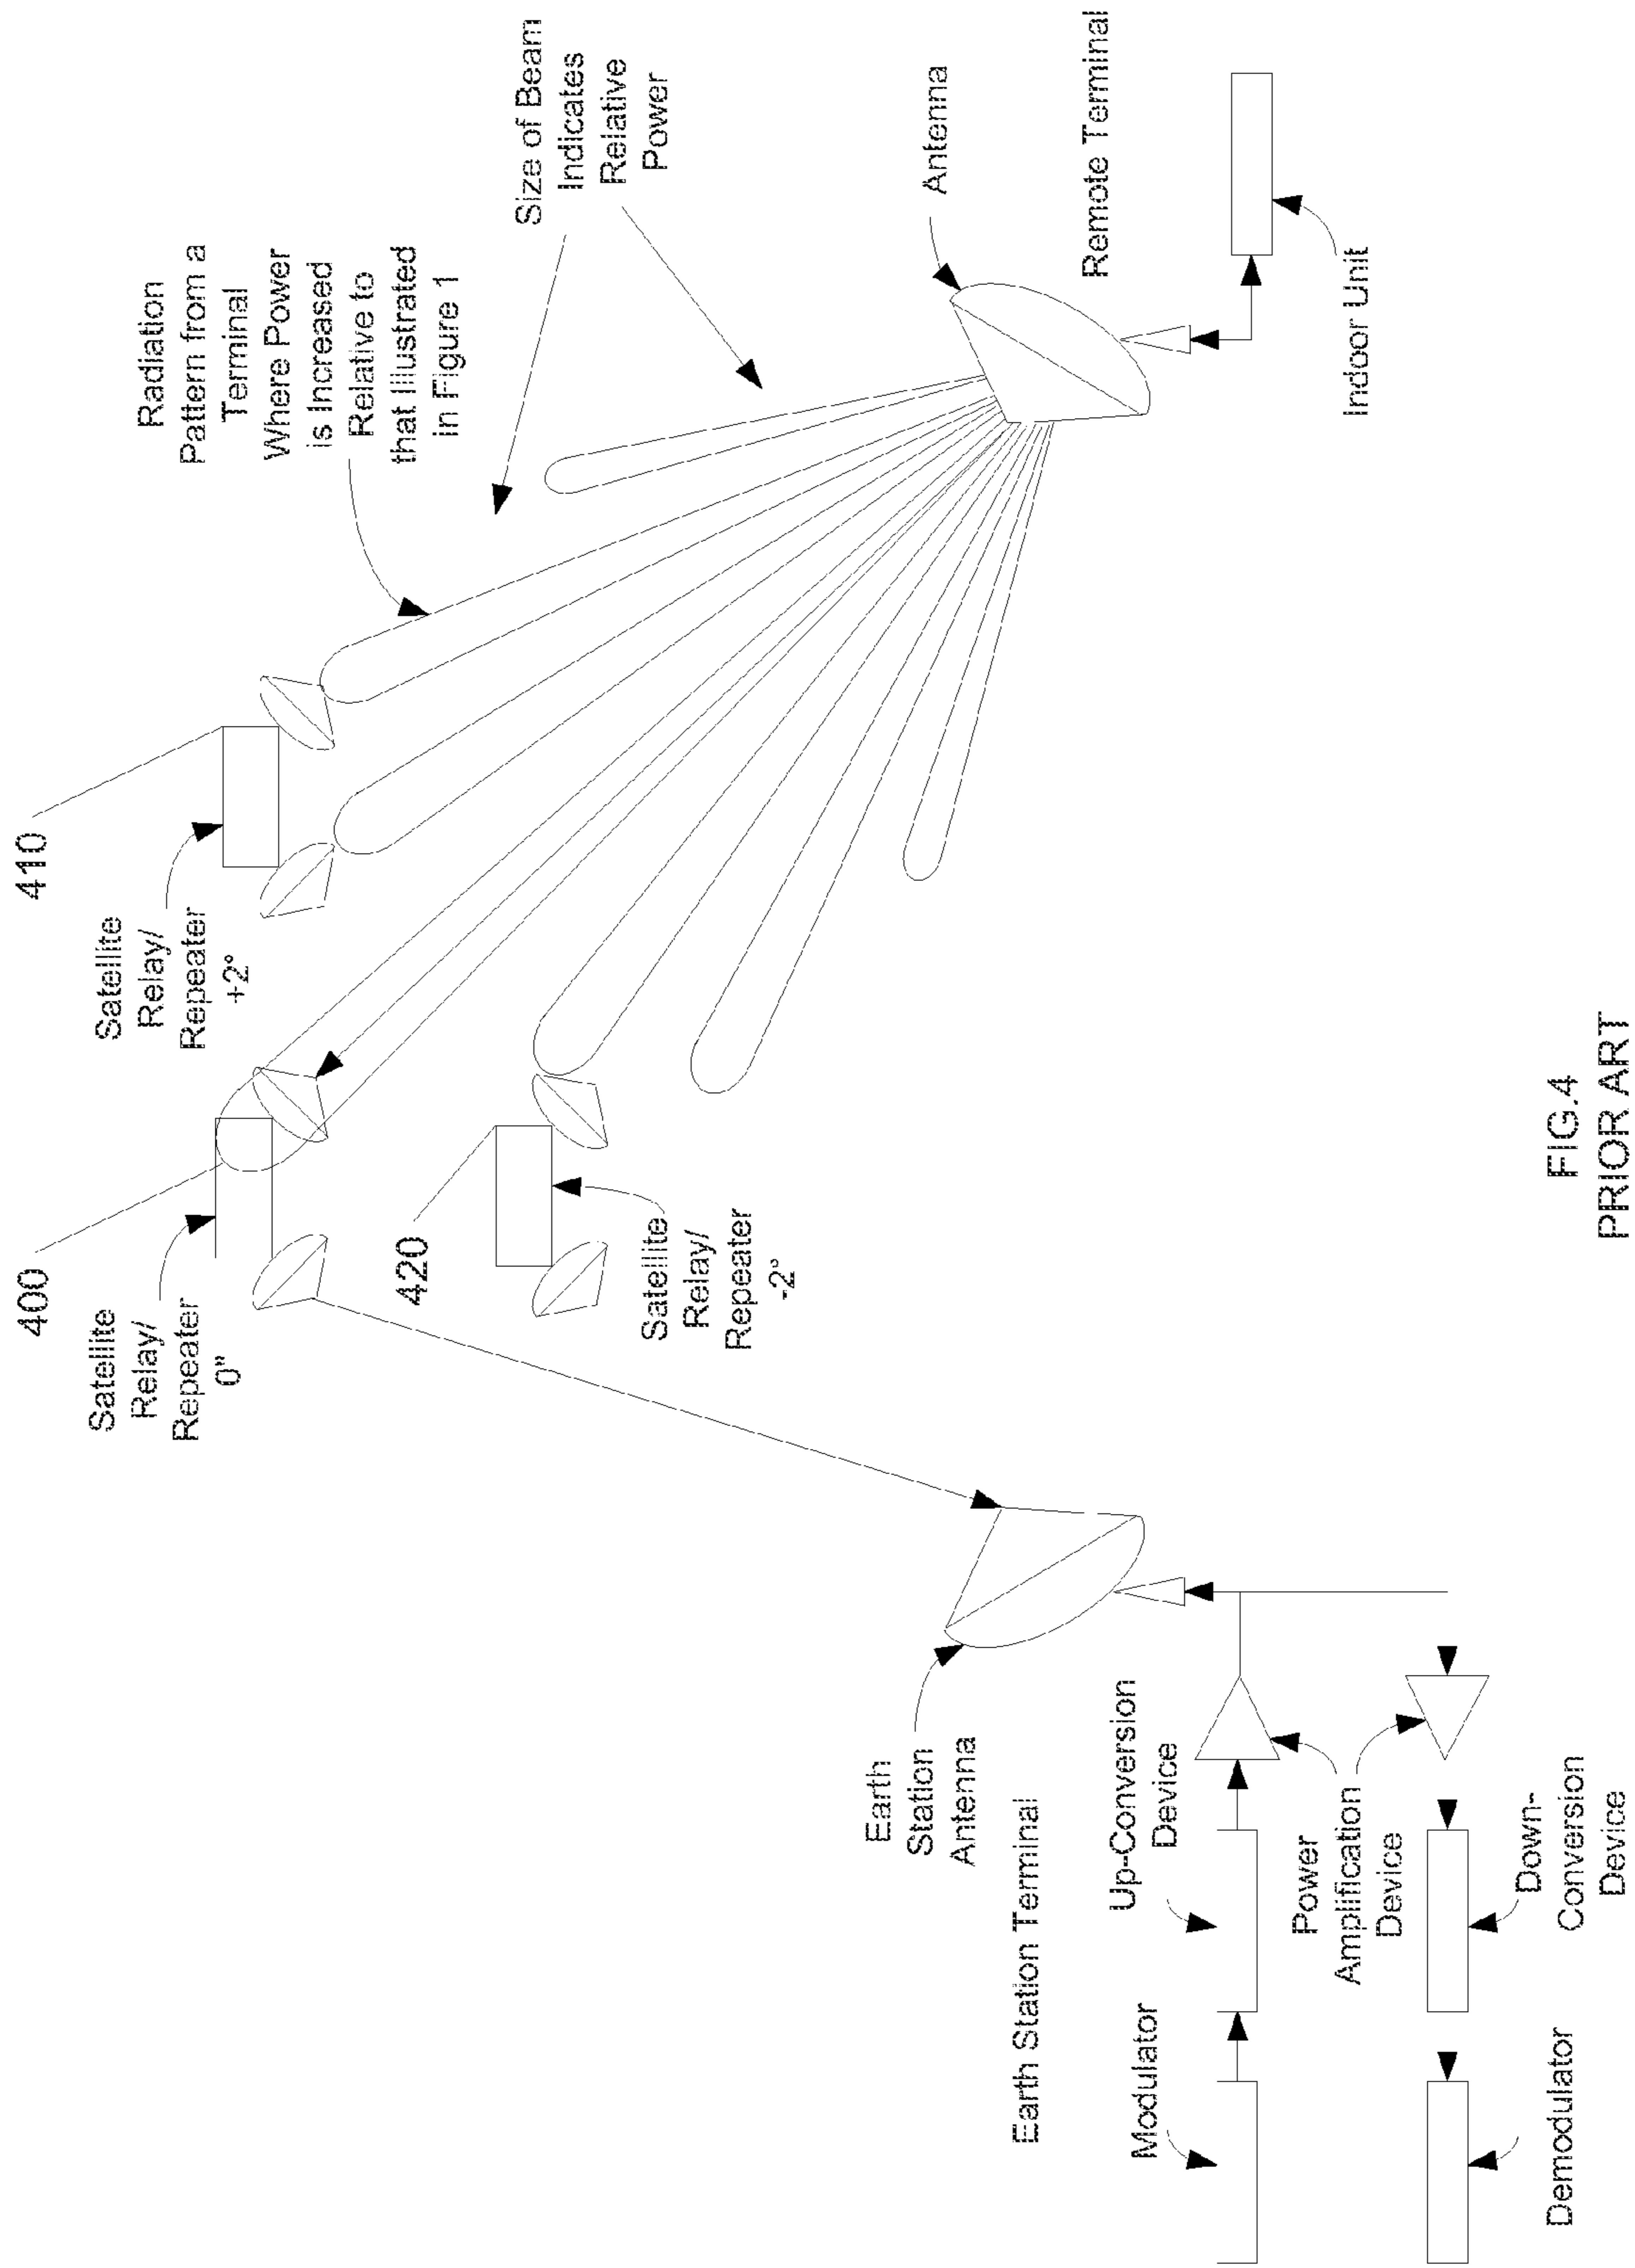 400
Satellite
Relay/
Repeater
0"
410
Satellite
Relay/
Repeater
+2°
Radiation
Pattern from a
Terminal
Where Power
is Increased
Relative to
that Illustrated
in Figure 1
Size of Beam
Indicates
Relative
Power
420
Satellite
Relay/
Repeater
-2°
Earth
Station
Antenna
Earth Station Terminal
Antenna
Remote Terminal
Indoor Unit
Modulator
Up-Conversion
Device
Power
Amplification
Device
Demodulator
Down-
Conversion
Device
FIG.4
PRIOR ART